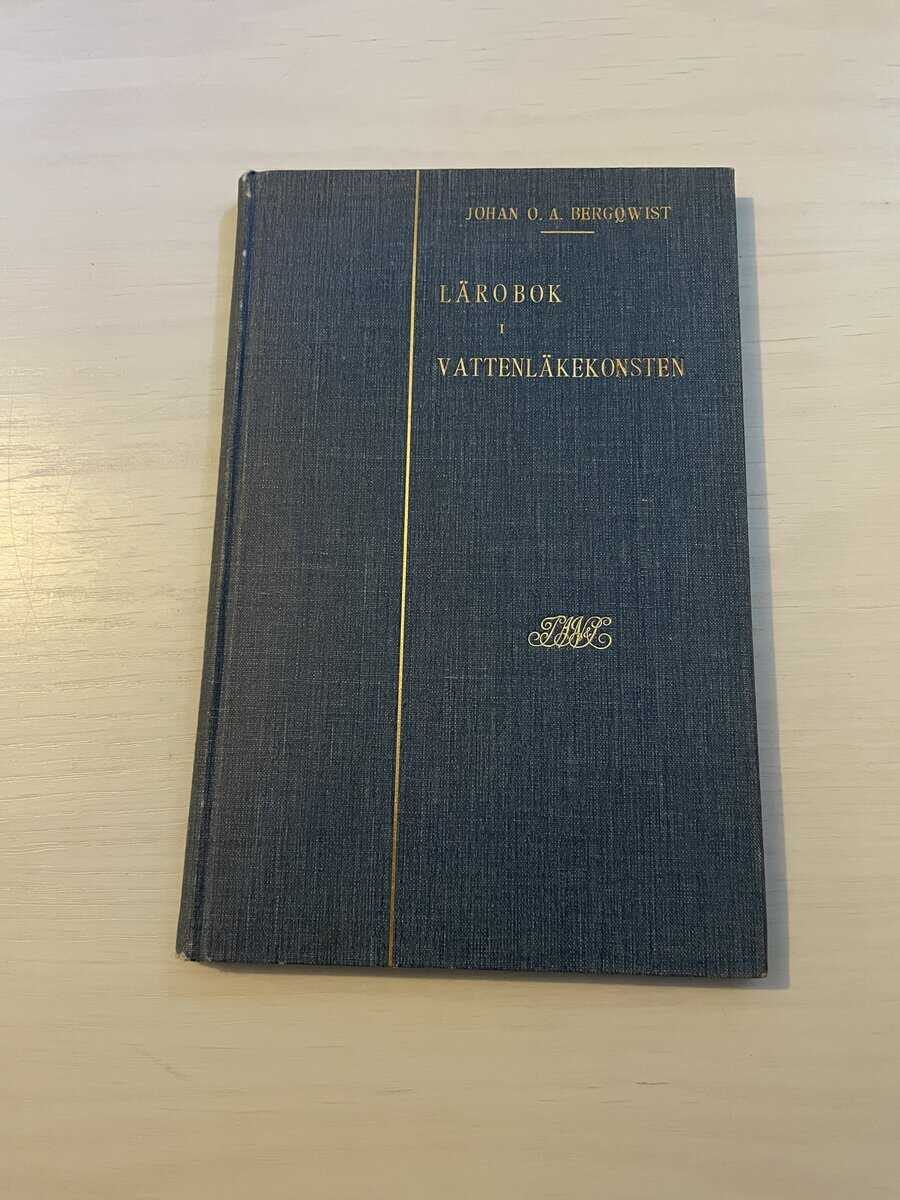 JOHAN O. A. BERGQWIST
LÄROBOK
I
VATTENLÄKEKONSTEN